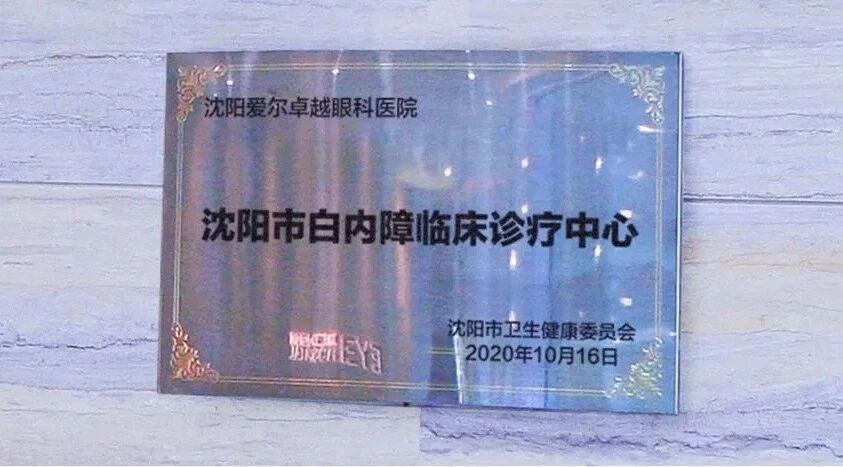 沈阳爱尔卓越眼科医院
沈阳市白内障临床诊疗中心
沈阳市卫生健康委员会
2020年10月16日